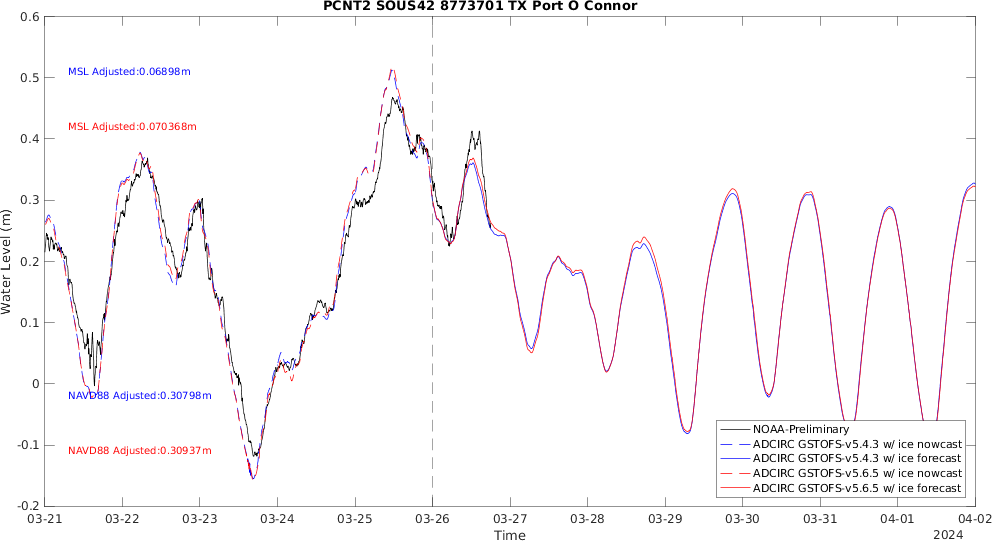 PCNT2 SOUS42 8773701 TX Port O Connor
0.6
0.5
0.4
0.3
0.2
0.1
0
-0.1
-0.2
Water Level (m)
MSL Adjusted:0.06898m
MSL Adjusted:0.070368m
NAVD88 Adjusted:0.30798m
NAVD88 Adjusted:0.30937m
NOAA-Preliminary
ADCIRC GSTOFS-v5.4.3 w/ ice nowcast
ADCIRC GSTOFS-v5.4.3 w/ ice forecast
ADCIRC GSTOFS-v5.6.5 w/ ice nowcast
ADCIRC GSTOFS-v5.6.5 w/ ice forecast
03-21 03-22 03-23 03-24 03-25 03-26 03-27 03-28 03-29 03-30 03-31 04-01 04-02
Time
2024